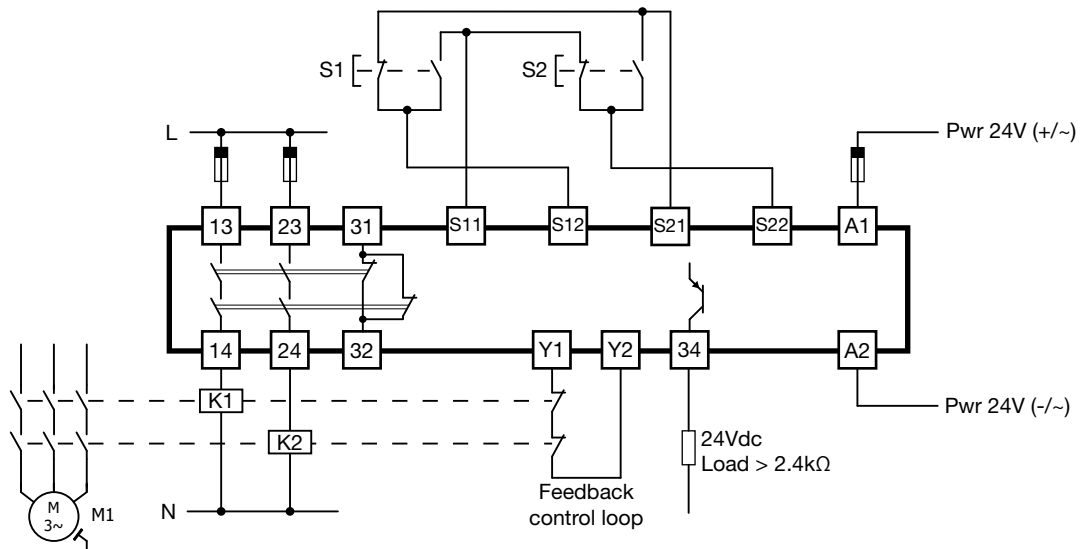 S1
S2
L
Pwr 24V (+/~)
13
23
31
S11
S12
S21
S22
A1
14
24
32
Y1
Y2
34
A2
K1
Pwr 24V (-/~)
K2
24Vdc
Load > 2.4kΩ
Feedback
control loop
N
M
3~
M1